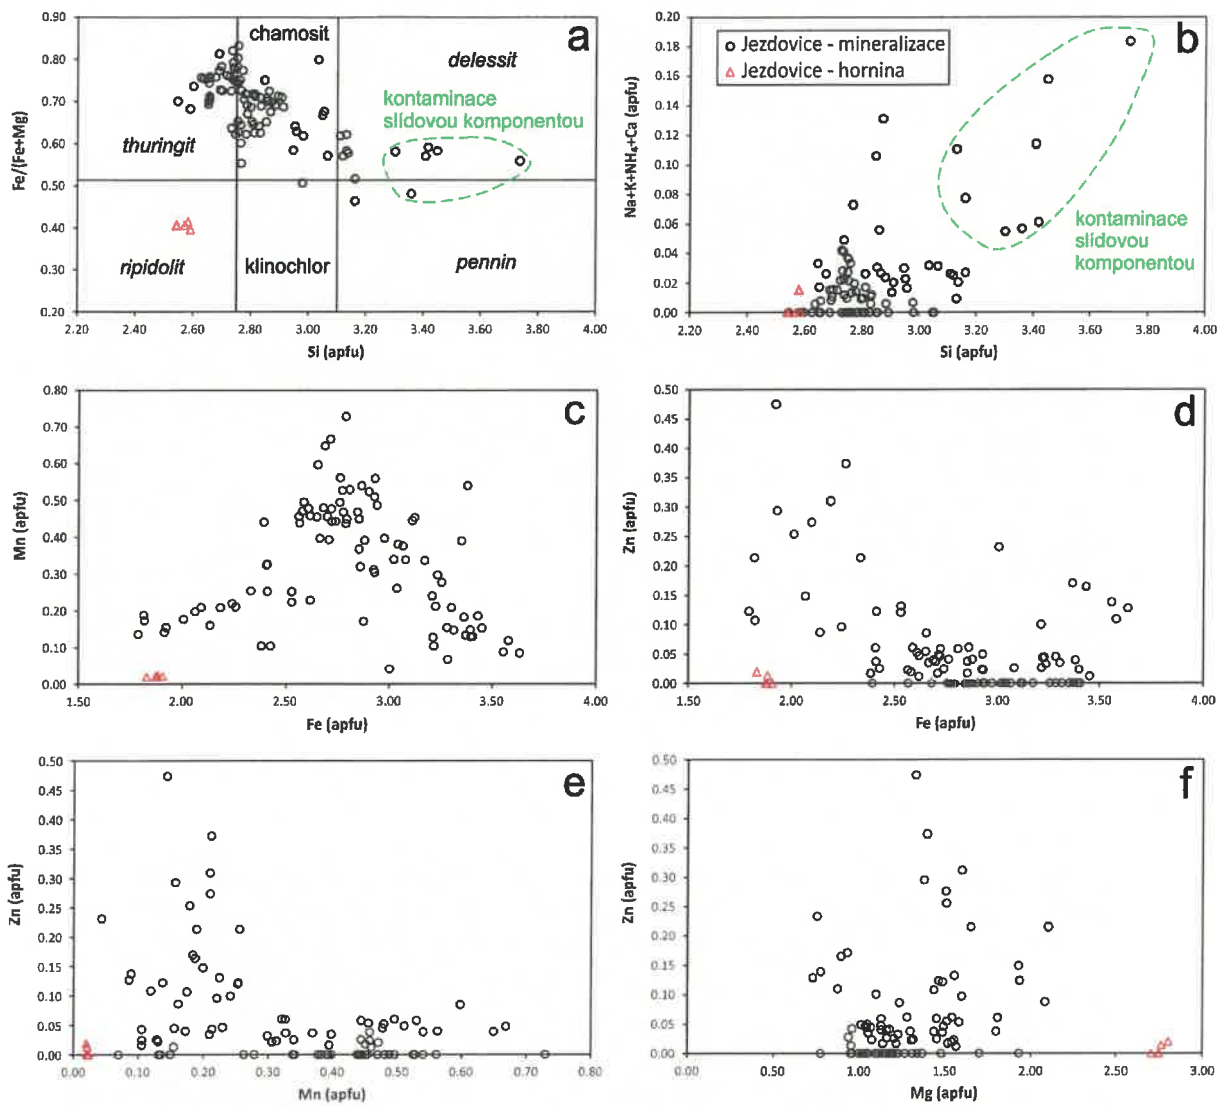 a
0.90
0.80
0.70
0.60
0.50
0.40
0.30
0.20
Fe/(Fe+Mg)
chamosit
delessit
kontaminace
slídovou komponentou
thuringit
ripidolit
klinochlor
pennin
2.20 2.40 2.60 2.80 3.00 3.20 3.40 3.60 3.80 4.00
Si (apfu)
b
0.20
0.18
0.16
0.14
0.12
0.10
0.08
0.06
0.04
0.02
0.00
Na+K+NH₄+Ca (apfu)
Jezdovice - mineralizace
Jezdovice - hornina
kontaminace
slídovou
komponentou
2.20 2.40 2.60 2.80 3.00 3.20 3.40 3.60 3.80 4.00
Si (apfu)
c
0.80
0.70
0.60
0.50
0.40
0.30
0.20
0.10
0.00
Mn (apfu)
1.50 2.00 2.50 3.00 3.50 4.00
Fe (apfu)
d
0.50
0.45
0.40
0.35
0.30
0.25
0.20
0.15
0.10
0.05
0.00
Zn (apfu)
1.50 2.00 2.50 3.00 3.50 4.00
Fe (apfu)
e
0.50
0.45
0.40
0.35
0.30
0.25
0.20
0.15
0.10
0.05
0.00
Zn (apfu)
0.00 0.10 0.20 0.30 0.40 0.50 0.60 0.70 0.80
Mn (apfu)
f
0.50
0.45
0.40
0.35
0.30
0.25
0.20
0.15
0.10
0.05
0.00
Zn (apfu)
0.00 0.50 1.00 1.50 2.00 2.50 3.00
Mg (apfu)